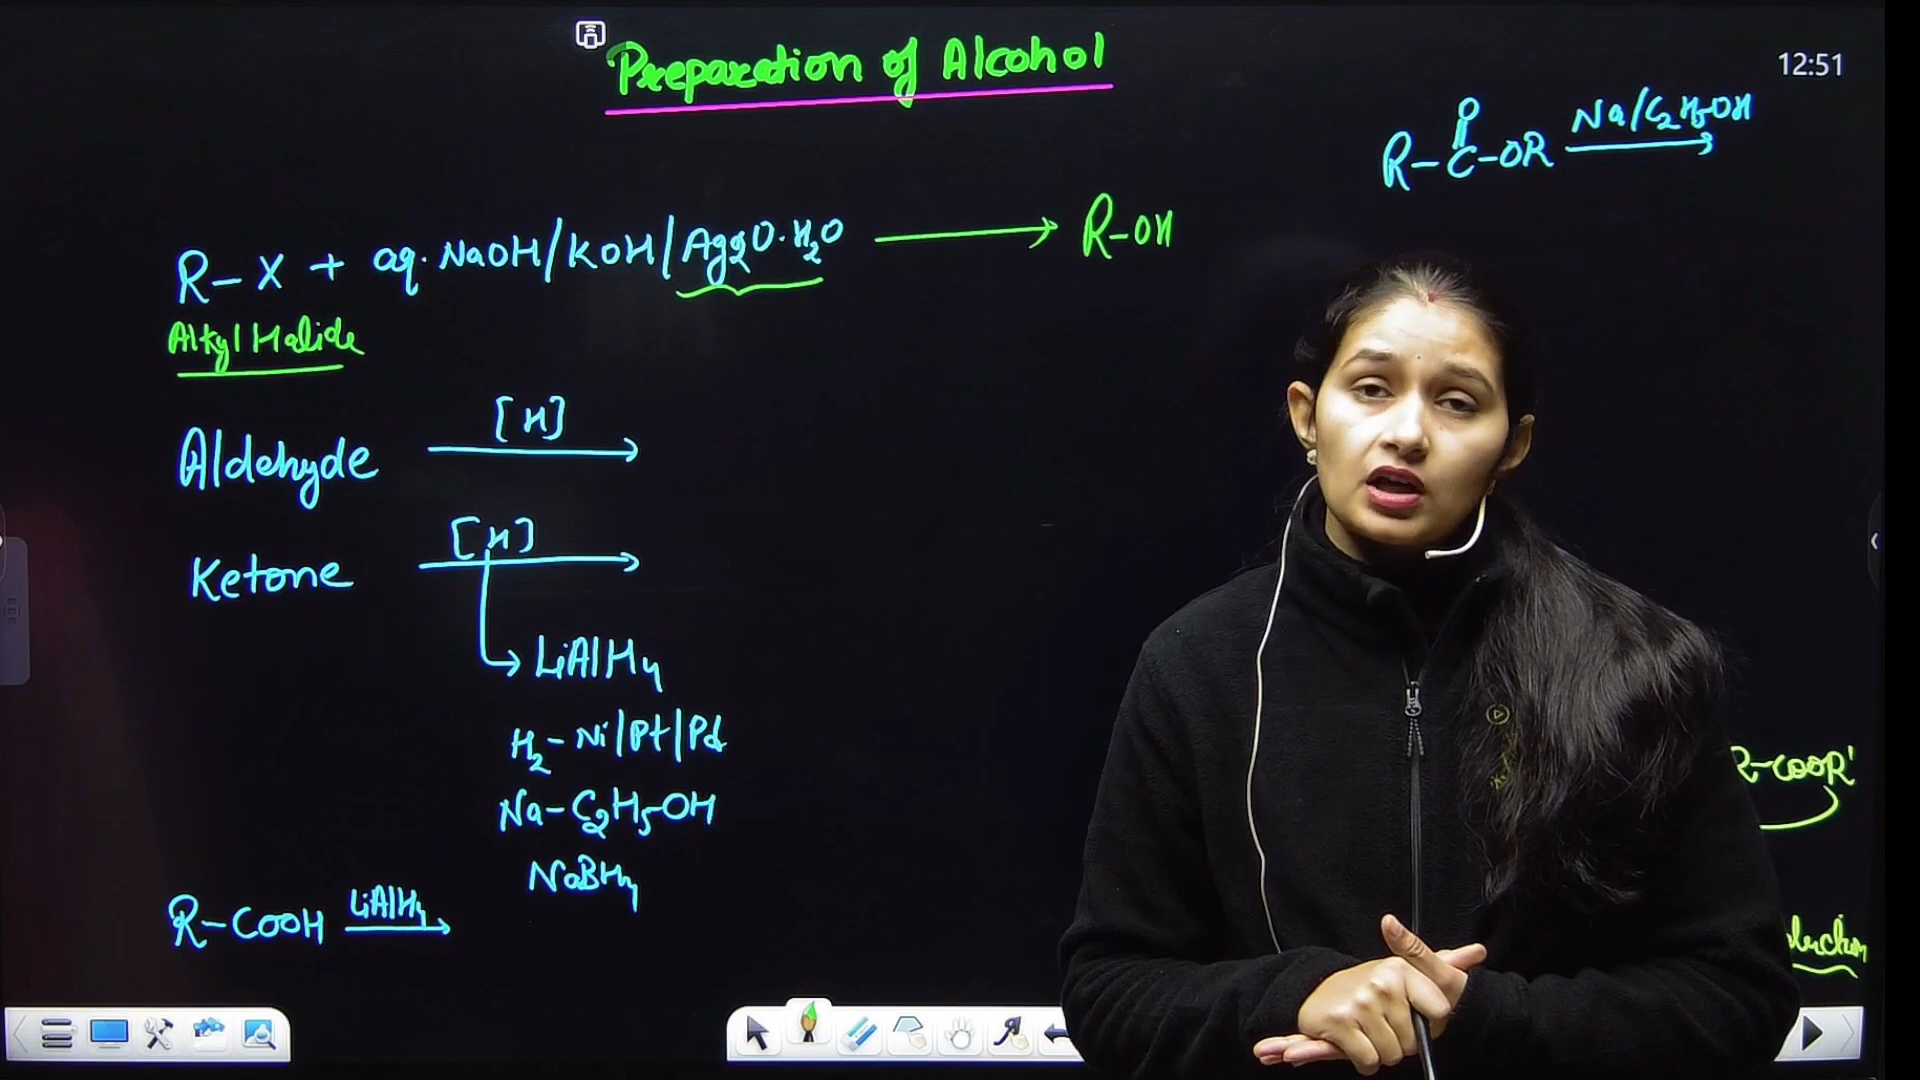 Preparation of Alcohol
12:51
O
R-C-OR Na/C2H5OH
R-X + aq. NaOH/KOH/Ag2O.H2O → R-OH
Alkyl Halide
Aldehyde [H]
Ketone [H]
LiAlH4
H2-Ni/Pt/Pd
Na-C2H5OH
NaBH4
R-COOR'
R-COOH LiAlH4